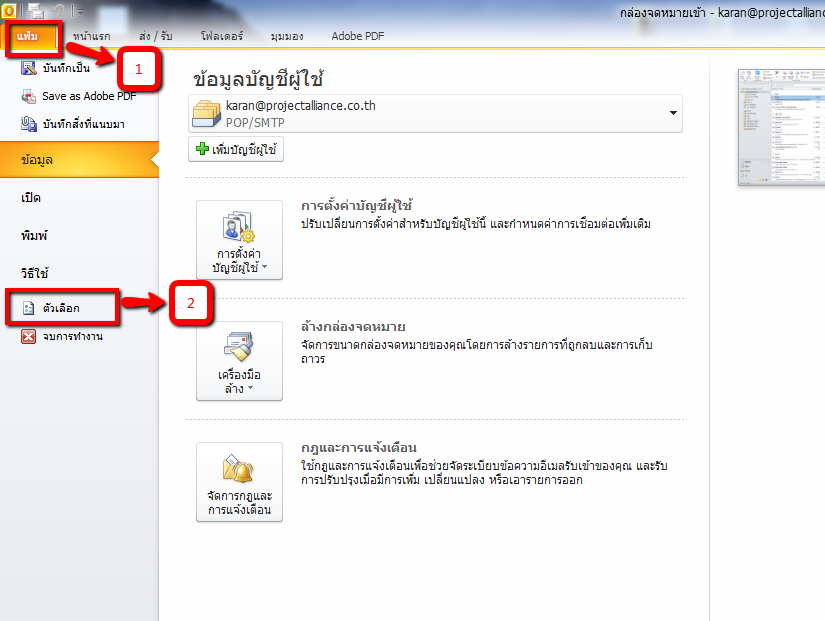 กล่องจดหมายเข้า - karan@projectalliance
แฟ้ม
หน้าแรก
ส่ง / รับ
โฟลเดอร์
มุมมอง
Adobe PDF
1
บันทึกเป็น
Save as Adobe PDF
บันทึกสิ่งที่แนบมา
ข้อมูล
เปิด
พิมพ์
วิธีใช้
ตัวเลือก
2
จบการทำงาน
ข้อมูลบัญชีผู้ใช้
karan@projectalliance.co.th
POP/SMTP
เพิ่มบัญชีผู้ใช้
การตั้งค่า
บัญชีผู้ใช้
การตั้งค่าบัญชีผู้ใช้
ปรับเปลี่ยนการตั้งค่าสำหรับบัญชีผู้ใช้นี้ และกำหนดค่าการเชื่อมต่อเพิ่มเติม
เครื่องมือ
ล้าง
ล้างกล่องจดหมาย
จัดการขนาดกล่องจดหมายของคุณโดยการล้างรายการที่ถูกลบและการเก็บ
ถาวร
จัดการกฎและ
การแจ้งเตือน
กฎและการแจ้งเตือน
ใช้กฎและการแจ้งเตือนเพื่อช่วยจัดระเบียบข้อความอีเมลรับเข้าของคุณ และรับ
การปรับปรุงเมื่อมีการเพิ่ม เปลี่ยนแปลง หรือเอารายการออก